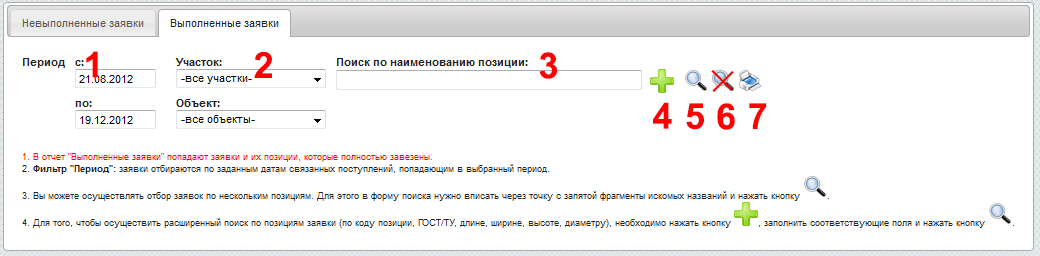 Невыполненные заявки Выполненные заявки
Период с: 1 Участок: 2 Поиск по наименованию позиции: 3
21.08.2012 -все участки-
по: Объект: 4 5 6 7
19.12.2012 -все объекты-
1. В отчет "Выполненные заявки" попадают заявки и их позиции, которые полностью завезены.
2. Фильтр "Период": заявки отбираются по заданным датам связанных поступлений, попадающим в выбранный период.
3. Вы можете осуществлять отбор заявок по нескольким позициям. Для этого в форму поиска нужно вписать через точку с запятой фрагменты искомых названий и нажать кнопку .
4. Для того, чтобы осуществить расширенный поиск по позициям заявки (по коду позиции, ГОСТ/ТУ, длине, ширине, высоте, диаметру), необходимо нажать кнопку , заполнить соответствующие поля и нажать кнопку .